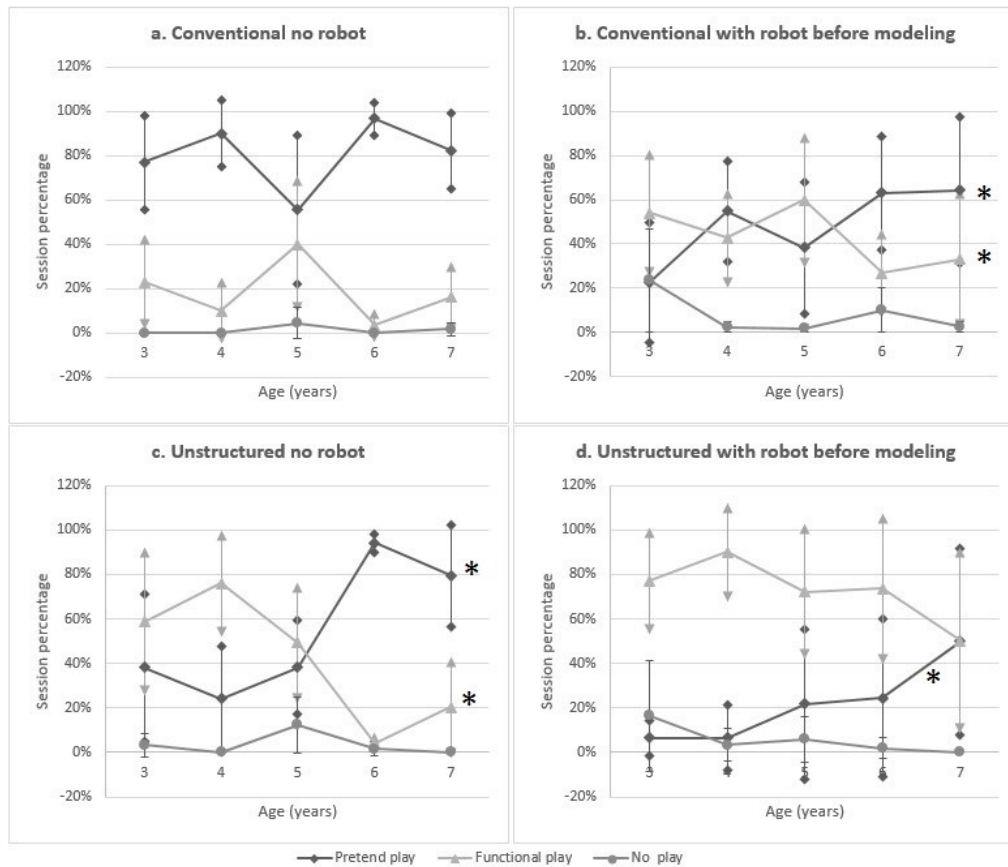 a. Conventional no robot
120%
100%
80%
60%
40%
20%
0%
-20%
Session percentage
3 4 5 6 7
Age (years)
b. Conventional with robot before modeling
120%
100%
80%
60%
40%
20%
0%
-20%
Session percentage
*
*
3 4 5 6 7
Age (years)
c. Unstructured no robot
120%
100%
80%
60%
40%
20%
0%
-20%
Session percentage
*
*
3 4 5 6 7
Age (years)
d. Unstructured with robot before modeling
120%
100%
80%
60%
40%
20%
0%
-20%
Session percentage
*
3 4 5 6 7
Age (years)
Pretend play Functional play No play